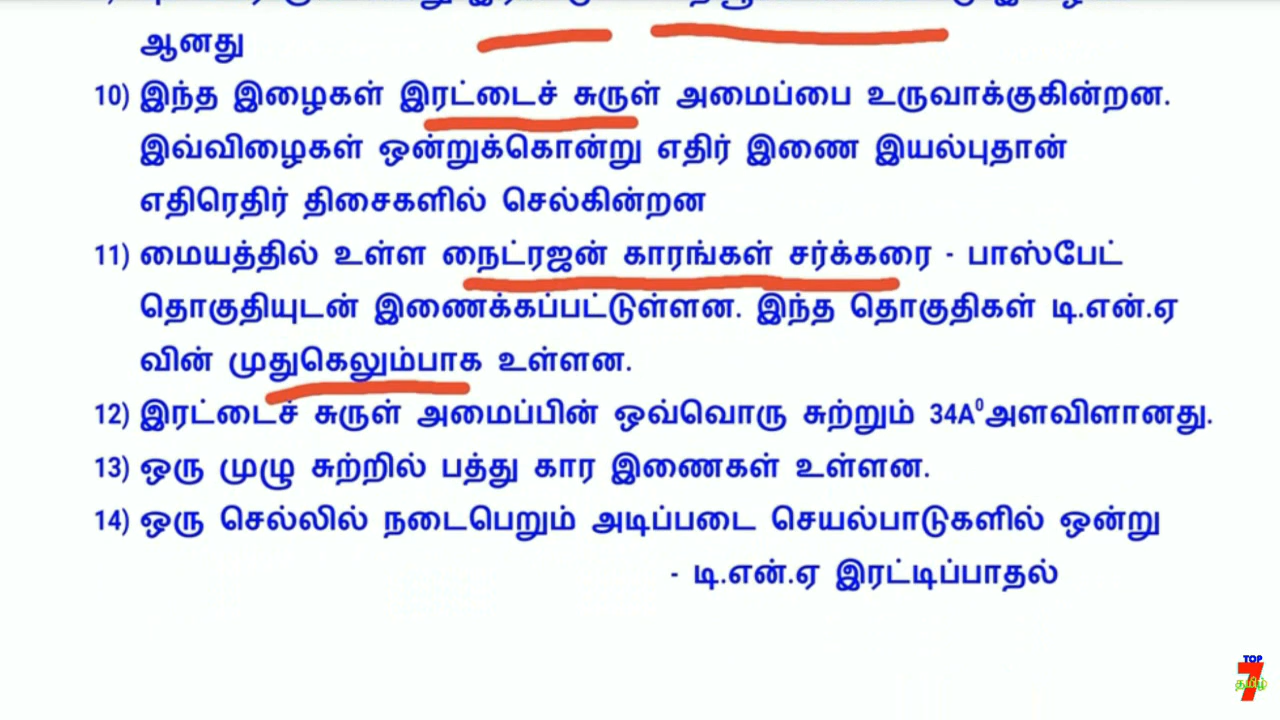 ஆனது
10) இந்த இழைகள் இரட்டைச் சுருள் அமைப்பை உருவாக்குகின்றன.
இவ்விழைகள் ஒன்றுக்கொன்று எதிர் இணை இயல்புதான்
எதிரெதிர் திசைகளில் செல்கின்றன
11) மையத்தில் உள்ள நைட்ரஜன் காரங்கள் சர்க்கரை - பாஸ்பேட்
தொகுதியுடன் இணைக்கப்பட்டுள்ளன. இந்த தொகுதிகள் டி.என்.ஏ
வின் முதுகெலும்பாக உள்ளன.
12) இரட்டைச் சுருள் அமைப்பின் ஒவ்வொரு சுற்றும் 34A⁰அளவிளானது.
13) ஒரு முழு சுற்றில் பத்து கார இணைகள் உள்ளன.
14) ஒரு செல்லில் நடைபெறும் அடிப்படை செயல்பாடுகளில் ஒன்று
- டி.என்.ஏ இரட்டிப்பாதல்
TOP
7
தமிழ்